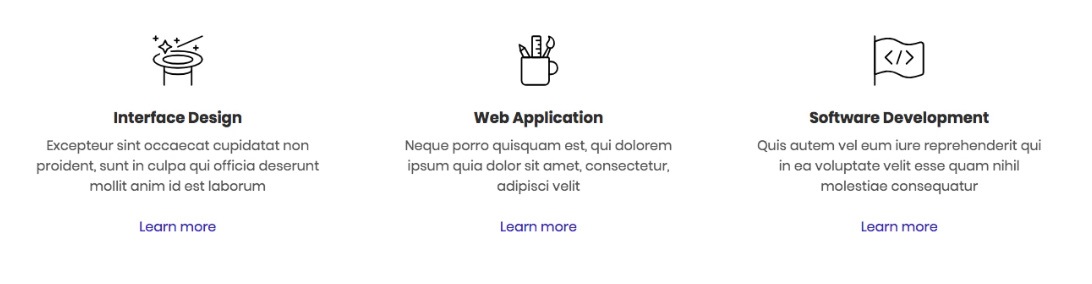 Interface Design
Excepteur sint occaecat cupidatat non
proident, sunt in culpa qui officia deserunt
mollit anim id est laborum
Learn more
Web Application
Neque porro quisquam est, qui dolorem
ipsum quia dolor sit amet, consectetur,
adipisci velit
Learn more
Software Development
Quis autem vel eum iure reprehenderit qui
in ea voluptate velit esse quam nihil
molestiae consequatur
Learn more